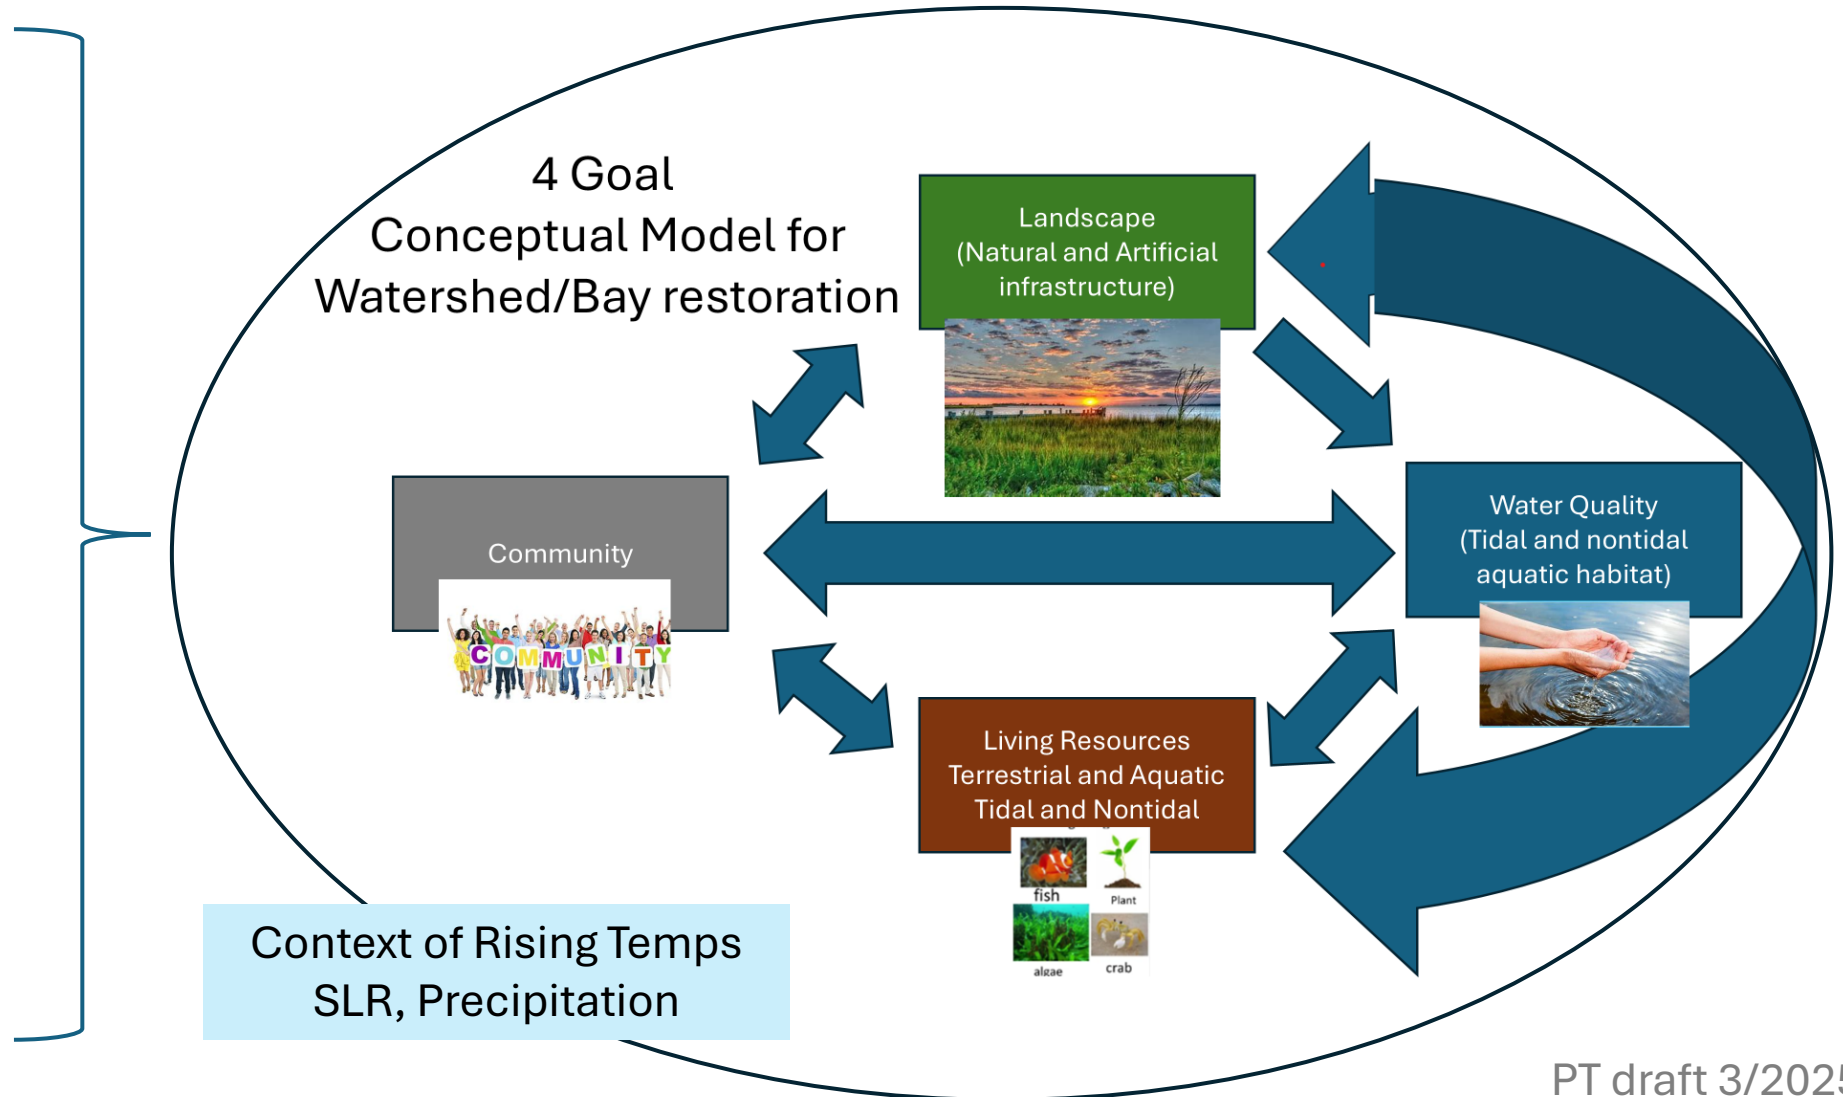 4 Goal
Conceptual Model for
Watershed/Bay restoration
Landscape
(Natural and Artificial
infrastructure)
Community
COMMUNITY
Water Quality
(Tidal and nontidal
aquatic habitat)
Living Resources
Terrestrial and Aquatic
Tidal and Nontidal
fish
Plant
algae
crab
Context of Rising Temps
SLR, Precipitation
PT draft 3/2025